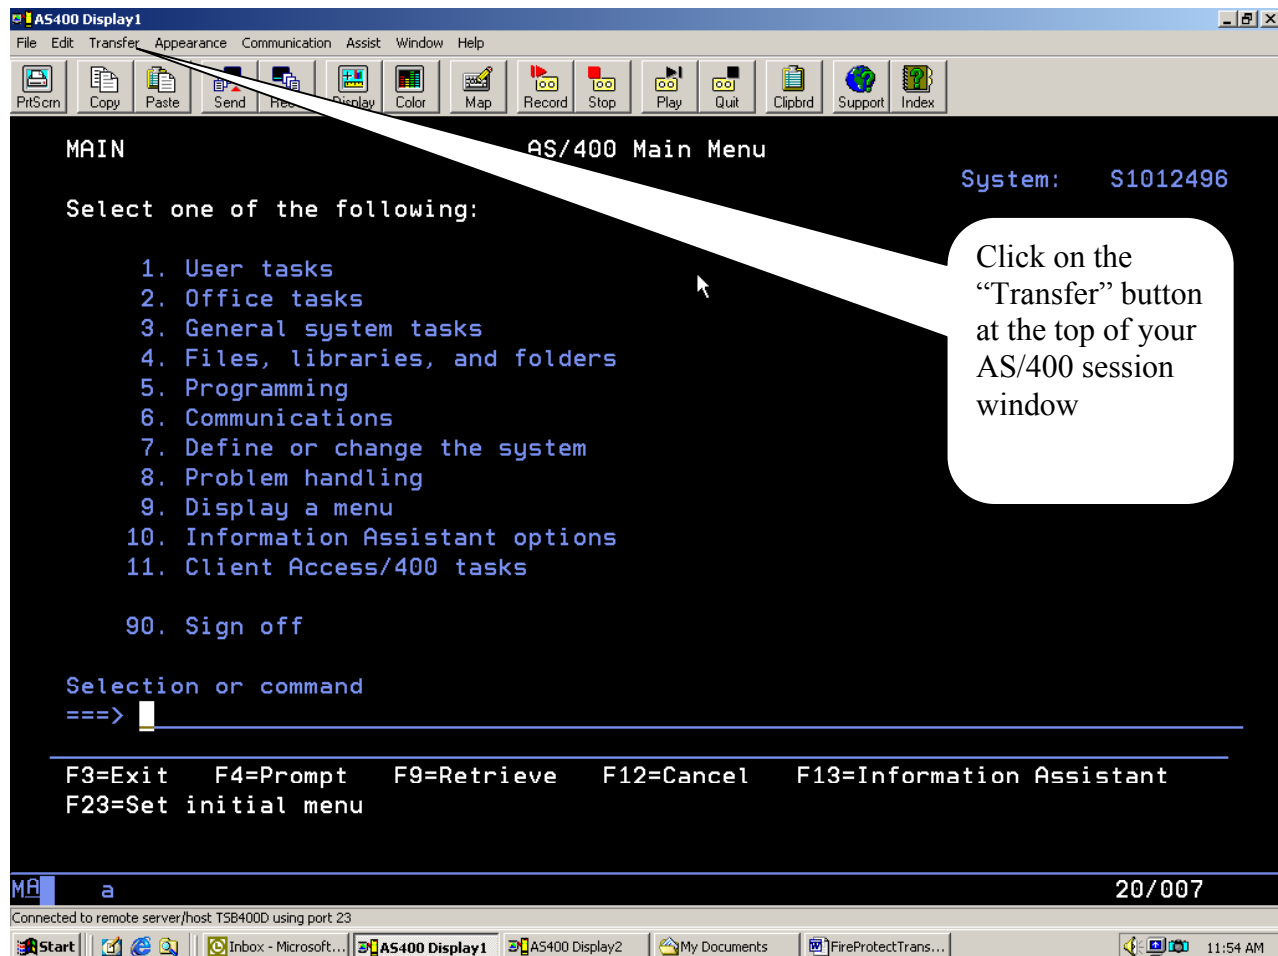 AS400 Display1
File Edit Transfer Appearance Communication Assist Window Help
PrtScrn Copy Paste Send Display Color Map Record Stop Play Quit Clipbrd Support Index
MAIN AS/400 Main Menu
System: S1012496
Select one of the following:
1. User tasks
2. Office tasks
3. General system tasks
4. Files, libraries, and folders
5. Programming
6. Communications
7. Define or change the system
8. Problem handling
9. Display a menu
10. Information Assistant options
11. Client Access/400 tasks
90. Sign off
Click on the
“Transfer” button
at the top of your
AS/400 session
window
Selection or command
===>
F3=Exit F4=Prompt F9=Retrieve F12=Cancel F13=Information Assistant
F23=Set initial menu
MA a 20/007
Connected to remote server/host TSB400D using port 23
Start Inbox - Microsoft... AS400 Display1 AS400 Display2 My Documents FireProtectTrans... 11:54 AM